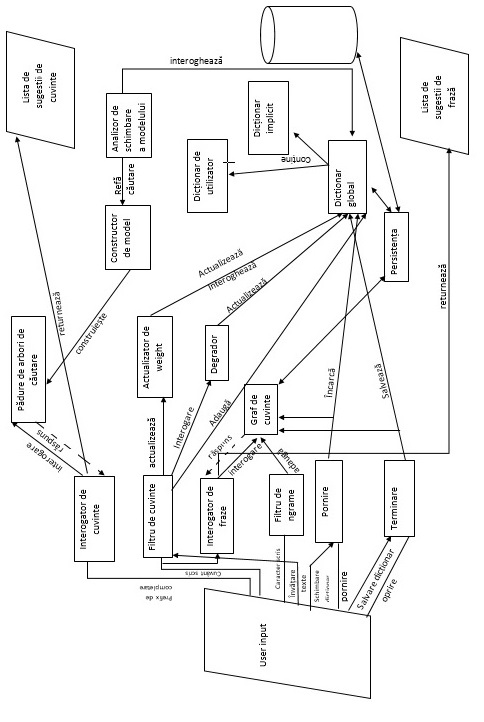 Lista de
sugestii de
cuvinte
Lista de
sugestii de
frază
interoghează
Analizor de
schimbare
a modelului
Dicționar
implicit
Dicționar de
utilizator
Conține
Dicționar
global
Refă
căutare
Constructor
de model
Persistența
Actualizează
Interoghează
Actualizează
returnează
returnează
construiește
Pădure de arbori de
căutare
Actualizator de
weight
Degrador
Graf de
cuvinte
Încarcă
Salvează
Adaugă
Interogare
actualizează
răspuns
interogare
răspuns
interogare
Interogator de
cuvinte
Filtru de cuvinte
Interogator de
fraze
Filtru de
ngrame
Pornire
Terminare
Cuvânt scris
Prefix de
completare
Caracter scris
învățare
texte
Schimbare
dicționar
pornire
Salvare dictionar
oprire
User input